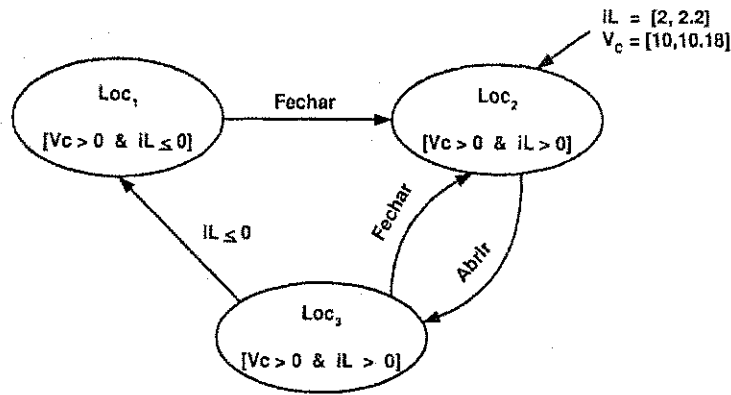 iL = [2, 2.2]
Vc = [10,10.18]
Loc₁
[Vc > 0 & iL ≤ 0]
Fechar
Loc₂
[Vc > 0 & iL > 0]
iL ≤ 0
Fechar
Abrir
Loc₃
[Vc > 0 & iL > 0]